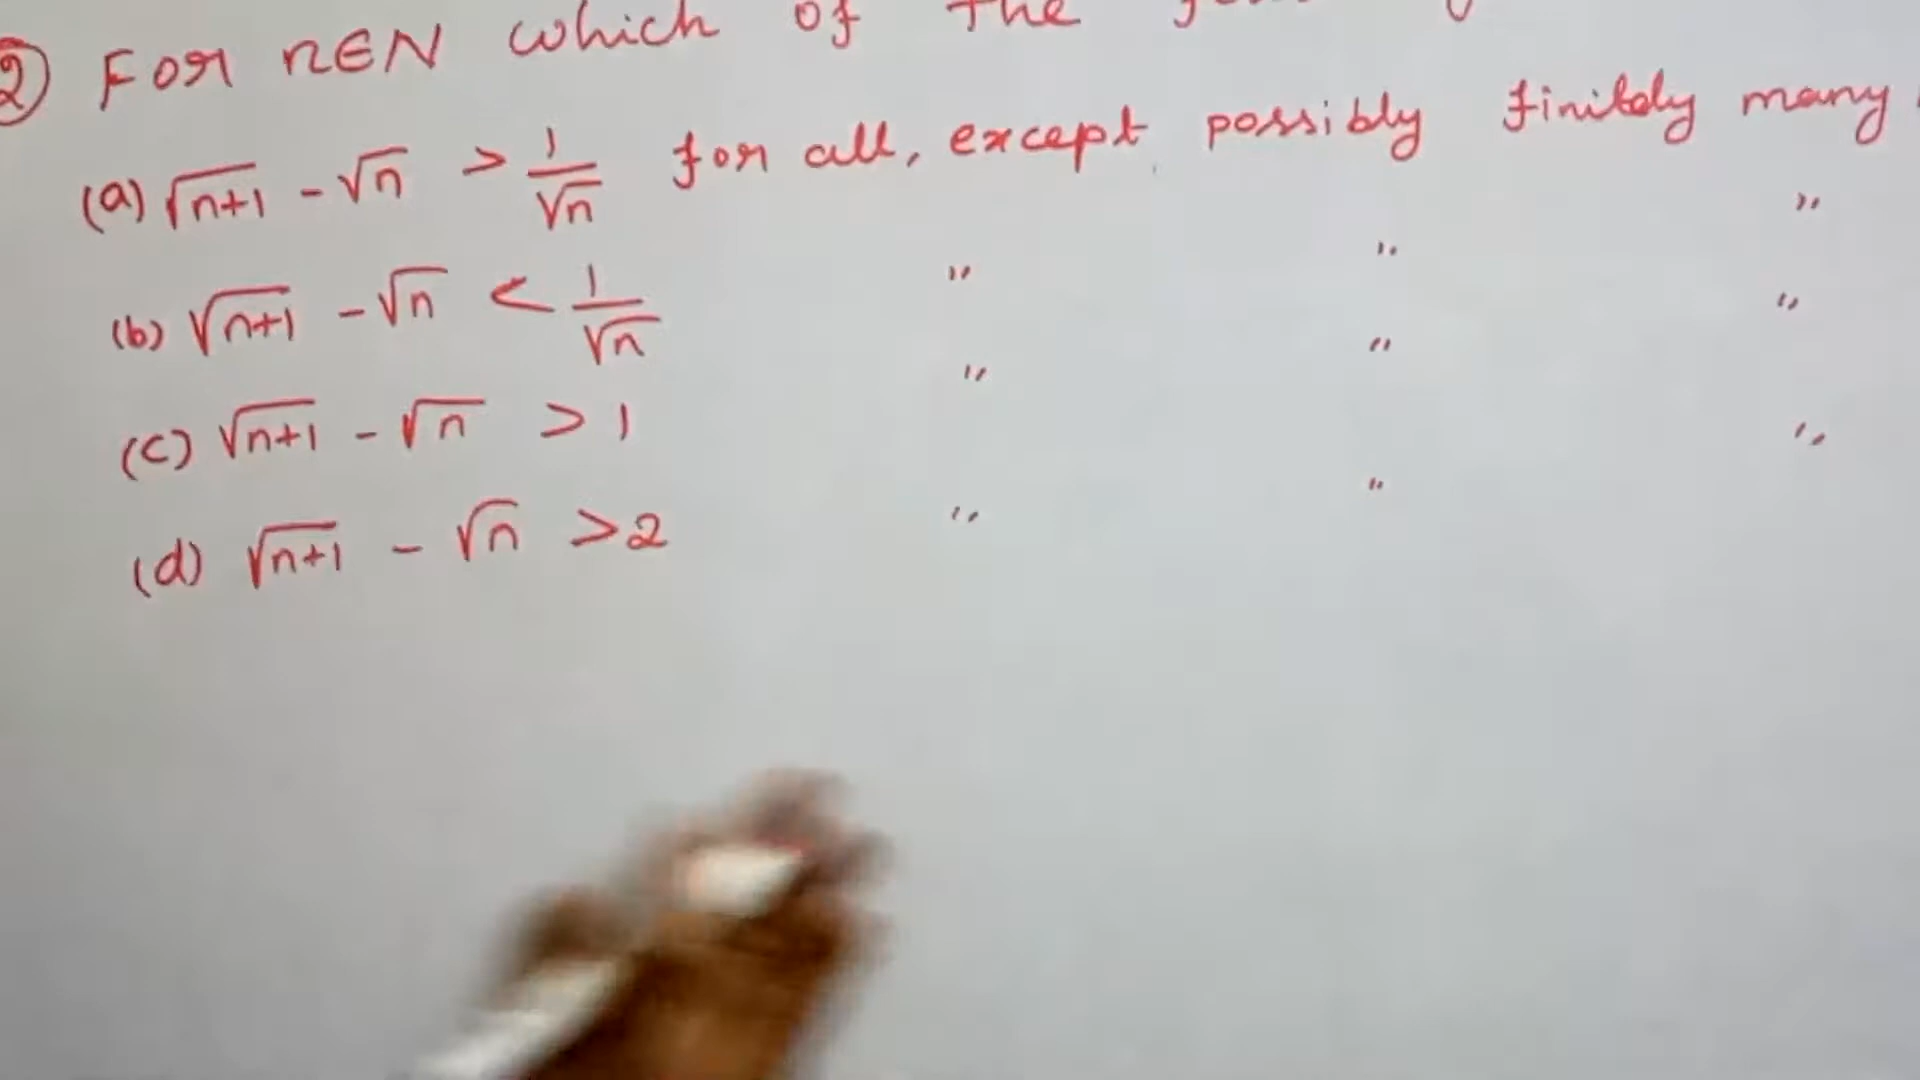 2) For n∈N which of the
(a) √n+1 - √n > 1/√n for all, except possibly finitely many
(b) √n+1 - √n < 1/√n " " "
(c) √n+1 - √n > 1 " " "
(d) √n+1 - √n > 2 " " "